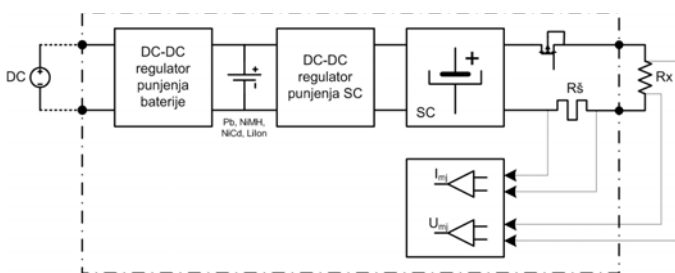 DC
DC-DC
regulator
punjenja
baterije
Pb, NiMH,
NiCd, LiIon
DC-DC
regulator
punjenja SC
SC
Rš
Rx
Imj
Umj